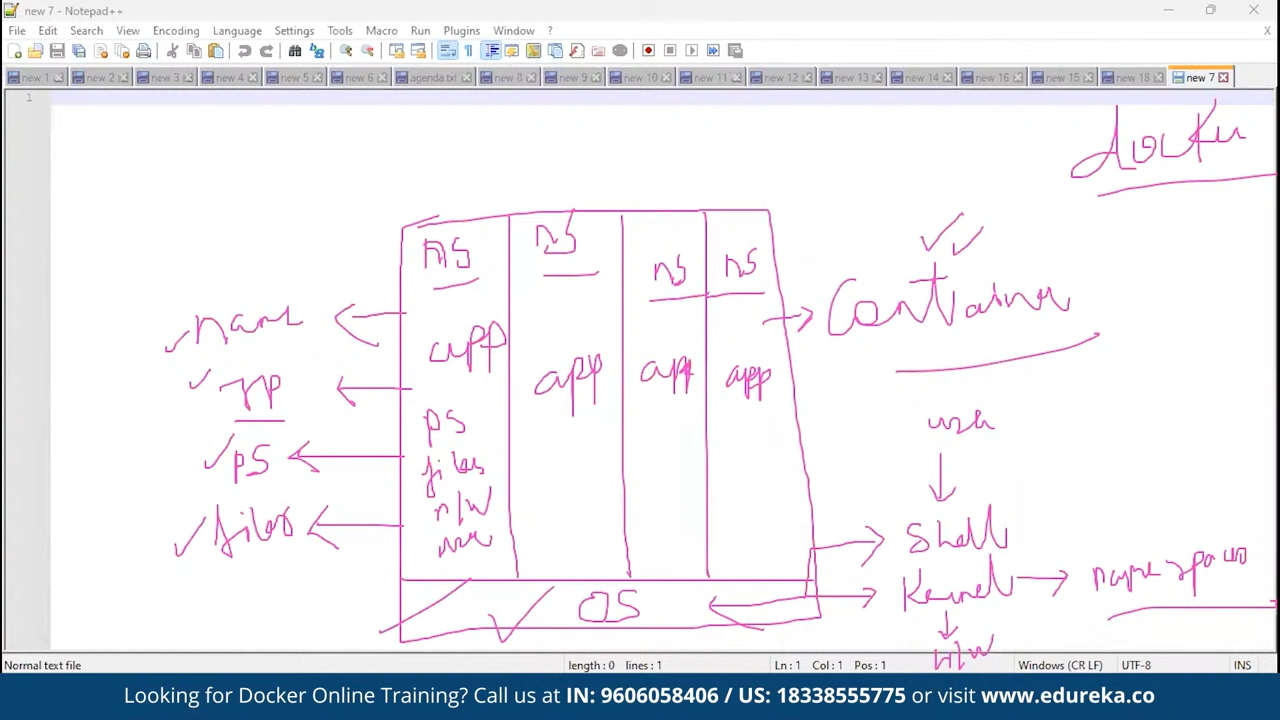 new 7 - Notepad++
File Edit Search View Encoding Language Settings Tools Macro Run Plugins Window ? X
new 1 new 2 new 3 new 4 new 5 new 6 agenda.txt new 8 new 9 new 10 new 11 new 12 new 13 new 14 new 16 new 15 new 18 new 7
1
docker
ns ns ns ns
Container
name
app app app app
ps
files
n/w
ps
files
user
Shell
Kernel
namespaces
OS
H/W
Normal text file length : 0 lines : 1 Ln : 1 Col : 1 Pos : 1 Windows (CR LF) UTF-8 INS
Looking for Docker Online Training? Call us at IN: 9606058406 / US: 18338555775 or visit www.edureka.co